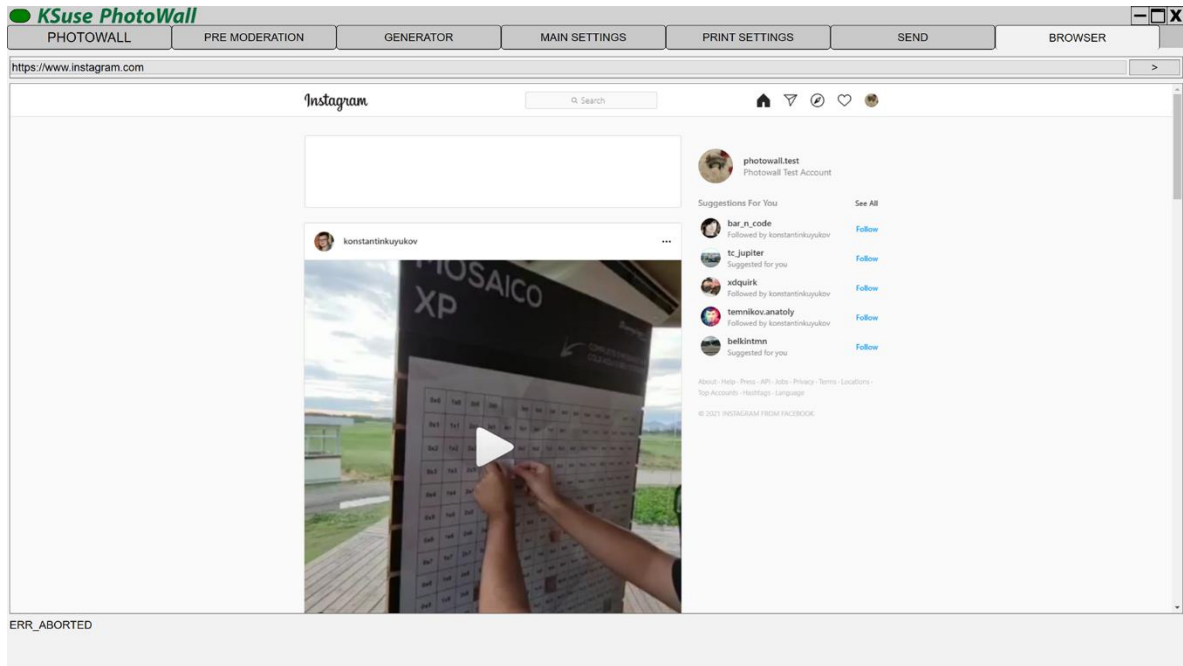 KSuse PhotoWall
PHOTOWALL PRE MODERATION GENERATOR MAIN SETTINGS PRINT SETTINGS SEND BROWSER
https://www.instagram.com >
Instagram Search
photowall.test
Photowall Test Account
Suggestions For You See All
bar_n_code
Followed by konstantinkuyukov
Follow
konstantinkuyukov
tc_jupiter
Suggested for you
Follow
xdquirk
Followed by konstantinkuyukov
Follow
temnikov.anatoly
Followed by konstantinkuyukov
Follow
belkintmn
Suggested for you
Follow
MOSAICO
XP
About · Help · Press · API · Jobs · Privacy · Terms · Locations ·
Top Accounts · Hashtags · Language
© 2021 INSTAGRAM FROM FACEBOOK
ERR_ABORTED